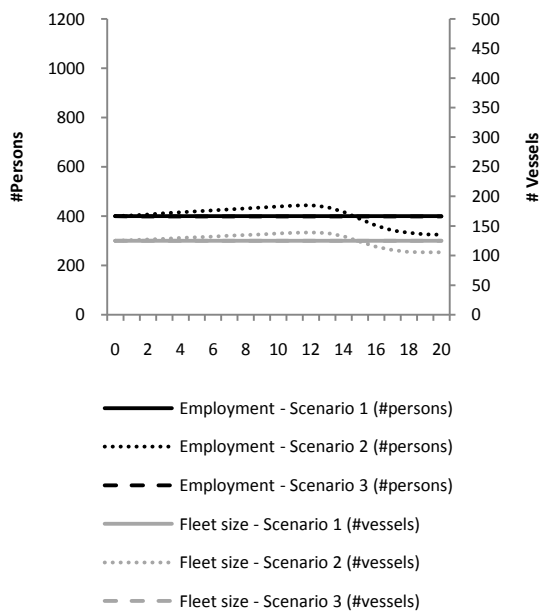 1200
1000
800
600
400
200
0
#Persons
500
450
400
350
300
250
200
150
100
50
0
# Vessels
0 2 4 6 8 10 12 14 16 18 20
Employment - Scenario 1 (#persons)
Employment - Scenario 2 (#persons)
Employment - Scenario 3 (#persons)
Fleet size - Scenario 1 (#vessels)
Fleet size - Scenario 2 (#vessels)
Fleet size - Scenario 3 (#vessels)